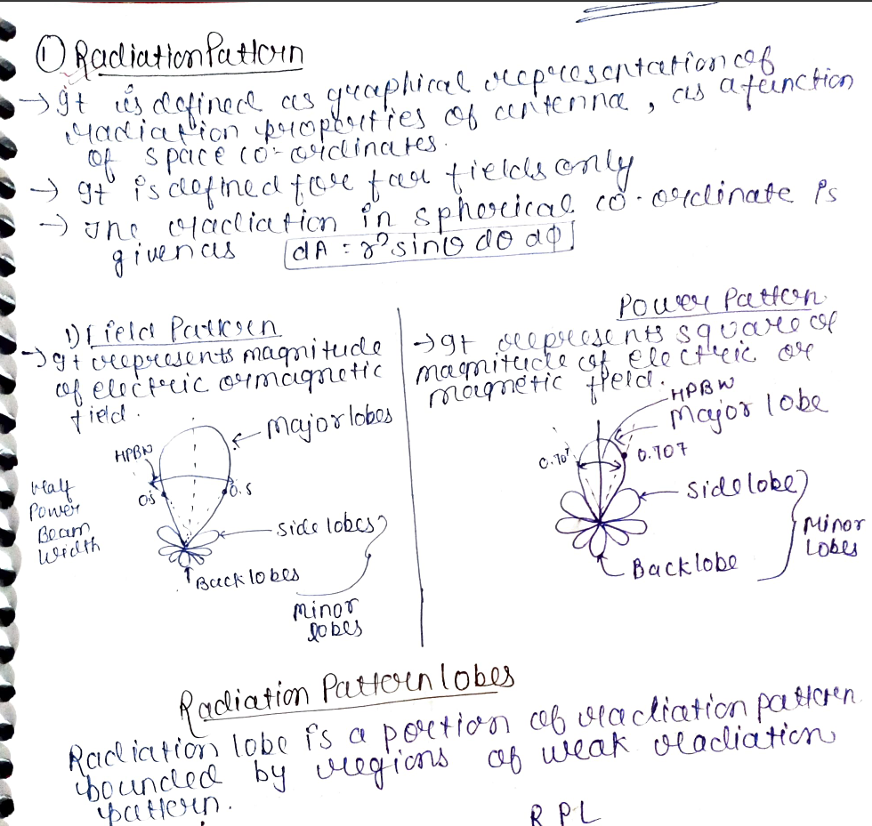 ① Radiation Pattern
→ It is defined as graphical representation of
radiation properties of antenna, as a function
of space co-ordinates.
→ It is defined for far fields only
→ The radiation in spherical co-ordinate is
given as dA = r² sinθ dθ dφ
1) Field Pattern
→ It represents magnitude
of electric or magnetic
field.
HPBW
Major lobes
Half
Power
Beam
Width
0.5
0.5
Side lobes
Back lobes
Minor
lobes
Power Pattern
→ It represents square of
magnitude of electric or
magnetic field.
HPBW
Major lobe
0.707
0.707
Side lobe
Minor
Lobes
Back lobe
Radiation Pattern lobes
Radiation lobe is a portion of radiation pattern
bounded by regions of weak radiation
pattern.
R P L